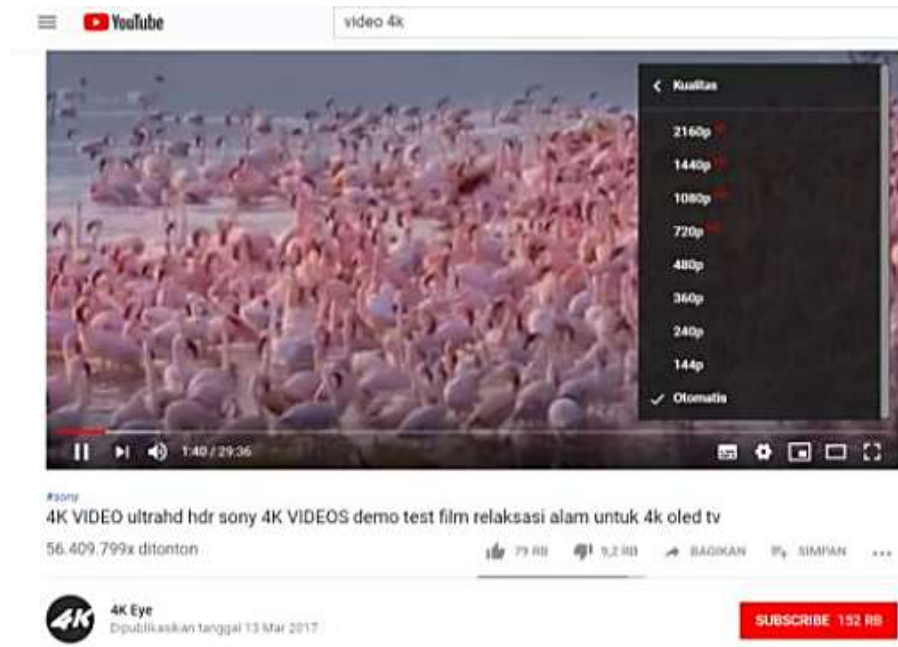 YouTube
video 4k
Kualitas
2160p
1440p
1080p
720p
480p
360p
240p
144p
Otomatis
1:40 / 29:36
#sony
4K VIDEO ultrahd hdr sony 4K VIDEOS demo test film relaksasi alam untuk 4k oled tv
56.409.799x ditonton
79 RB
9,2 RB
BAGIKAN
SIMPAN
4K
4K Eye
Dipublikasikan tanggal 13 Mar 2017
SUBSCRIBE 152 RB